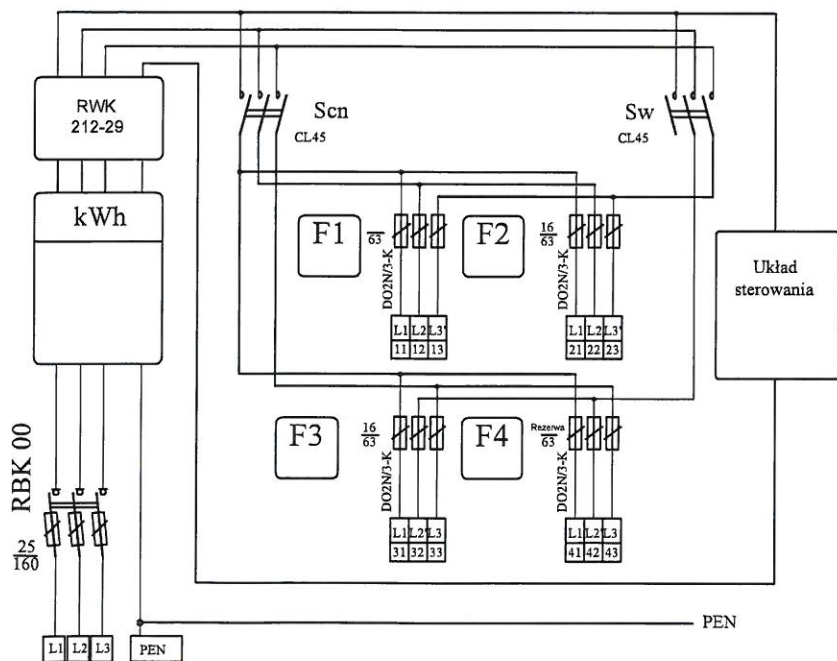 RWK
212-29
kWh
Scn
CL45
Sw
CL45
F1
63
DO2N/3-K
F2
16
63
DO2N/3-K
L1 L2 L3'
11 12 13
L1 L2 L3'
21 22 23
Układ
sterowania
F3
16
63
DO2N/3-K
F4
Rezerwa
63
DO2N/3-K
L1 L2' L3
31 32 33
L1 L2' L3
41 42 43
RBK 00
25
160
PEN
L1 L2 L3 PEN